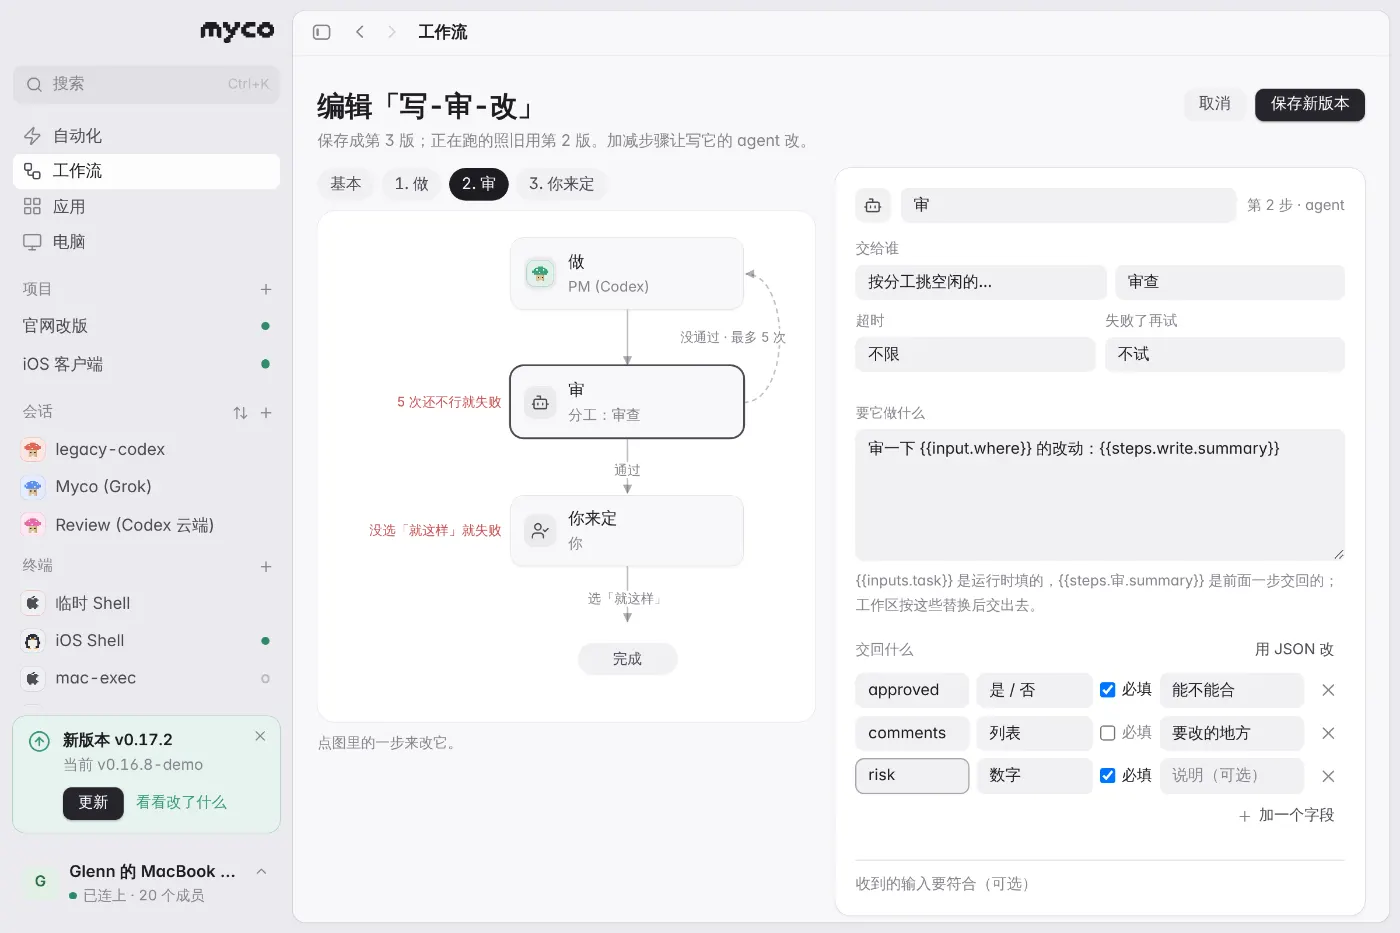 myco
搜索 Ctrl+K
自动化
工作流
应用
电脑
项目
官网改版
iOS 客户端
会话
legacy-codex
Myco (Grok)
Review (Codex 云端)
终端
临时 Shell
iOS Shell
mac-exec
新版本 v0.17.2
当前 v0.16.8-demo
更新 看看改了什么
G
Glenn 的 MacBook ...
已连上 · 20 个成员
工作流
编辑「写-审-改」
保存成第 3 版；正在跑的照旧用第 2 版。加减步骤让写它的 agent 改。
取消 保存新版本
基本 1. 做 2. 审 3. 你来定
做
PM (Codex)
没通过 · 最多 5 次
审
分工：审查
5 次还不行就失败
通过
你来定
你
没选「就这样」就失败
选「就这样」
完成
点图里的一步来改它。
审 第 2 步 · agent
交给谁
按分工挑空闲的... 审查
超时 失败了再试
不限 不试
要它做什么
审一下 {{input.where}} 的改动：{{steps.write.summary}}
{{inputs.task}} 是运行时填的，{{steps.审.summary}} 是前面一步交回的；
工作区按这些替换后交出去。
交回什么 用 JSON 改
approved 是 / 否 必填 能不能合
comments 列表 必填 要改的地方
risk 数字 必填 说明（可选）
加一个字段
收到的输入要符合（可选）